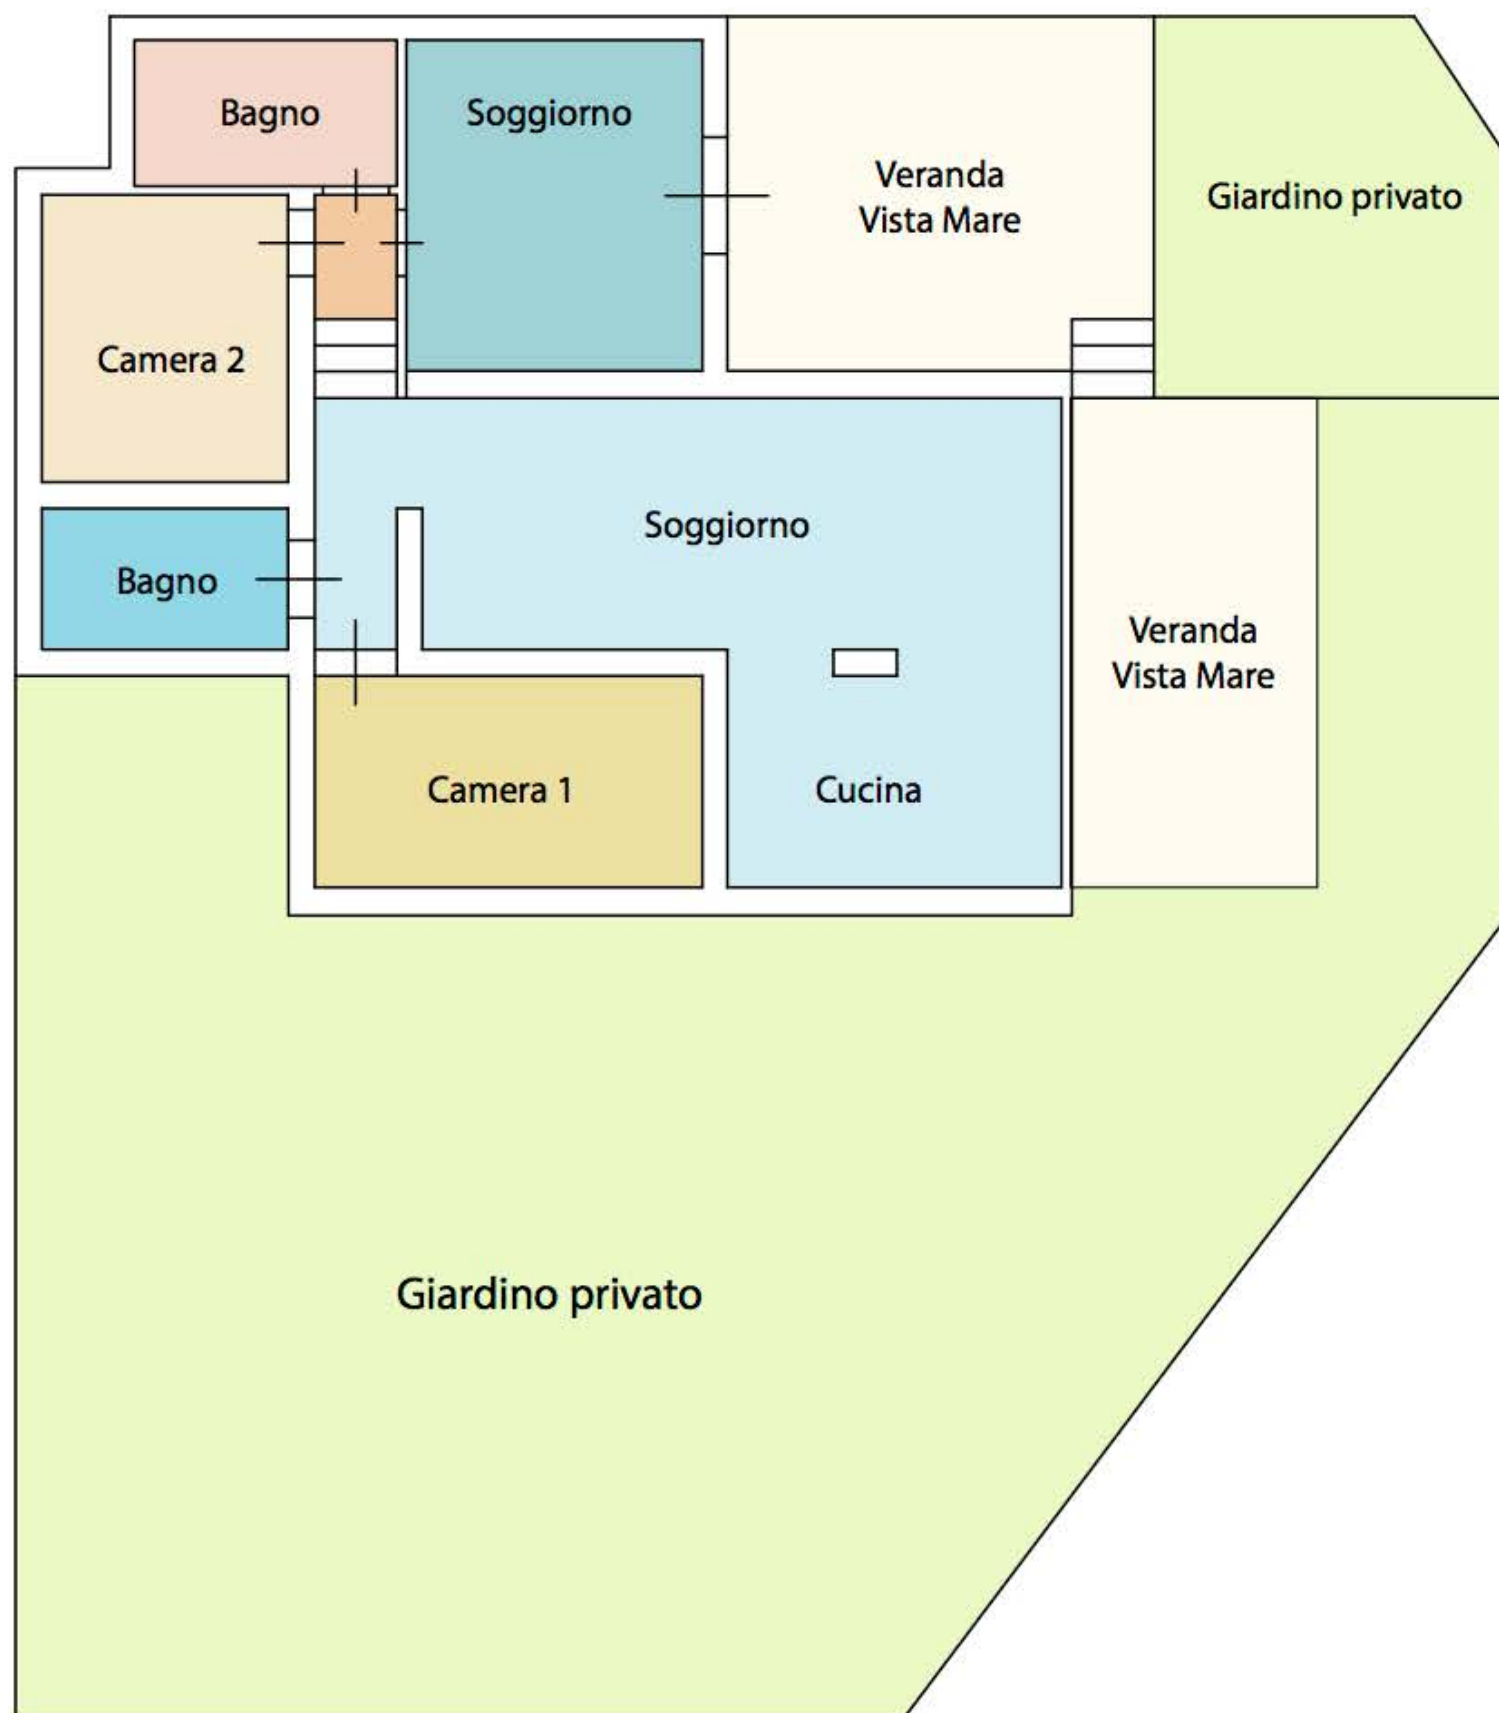 Bagno
Soggiorno
Veranda
Vista Mare
Giardino privato
Camera 2
Soggiorno
Bagno
Veranda
Vista Mare
Camera 1
Cucina
Giardino privato